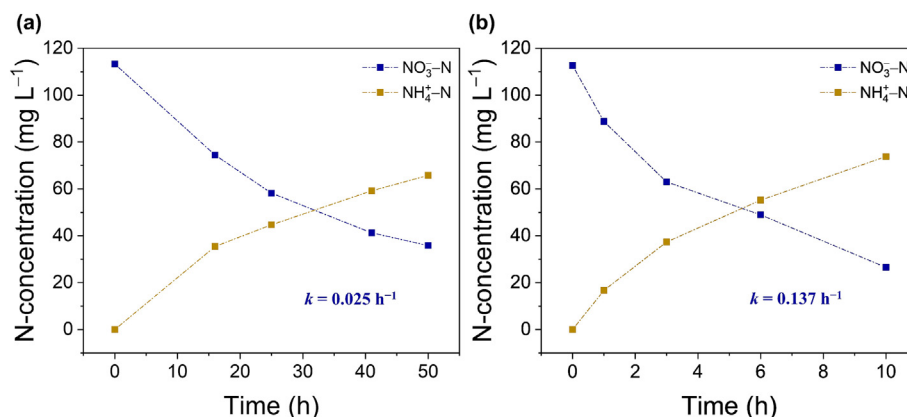 (a)
N-concentration (mg L⁻¹)
120
100
80
60
40
20
0
NO₃⁻–N
NH₄⁺–N
k = 0.025 h⁻¹
0 10 20 30 40 50
Time (h)
(b)
N-concentration (mg L⁻¹)
120
100
80
60
40
20
0
NO₃⁻–N
NH₄⁺–N
k = 0.137 h⁻¹
0 2 4 6 8 10
Time (h)